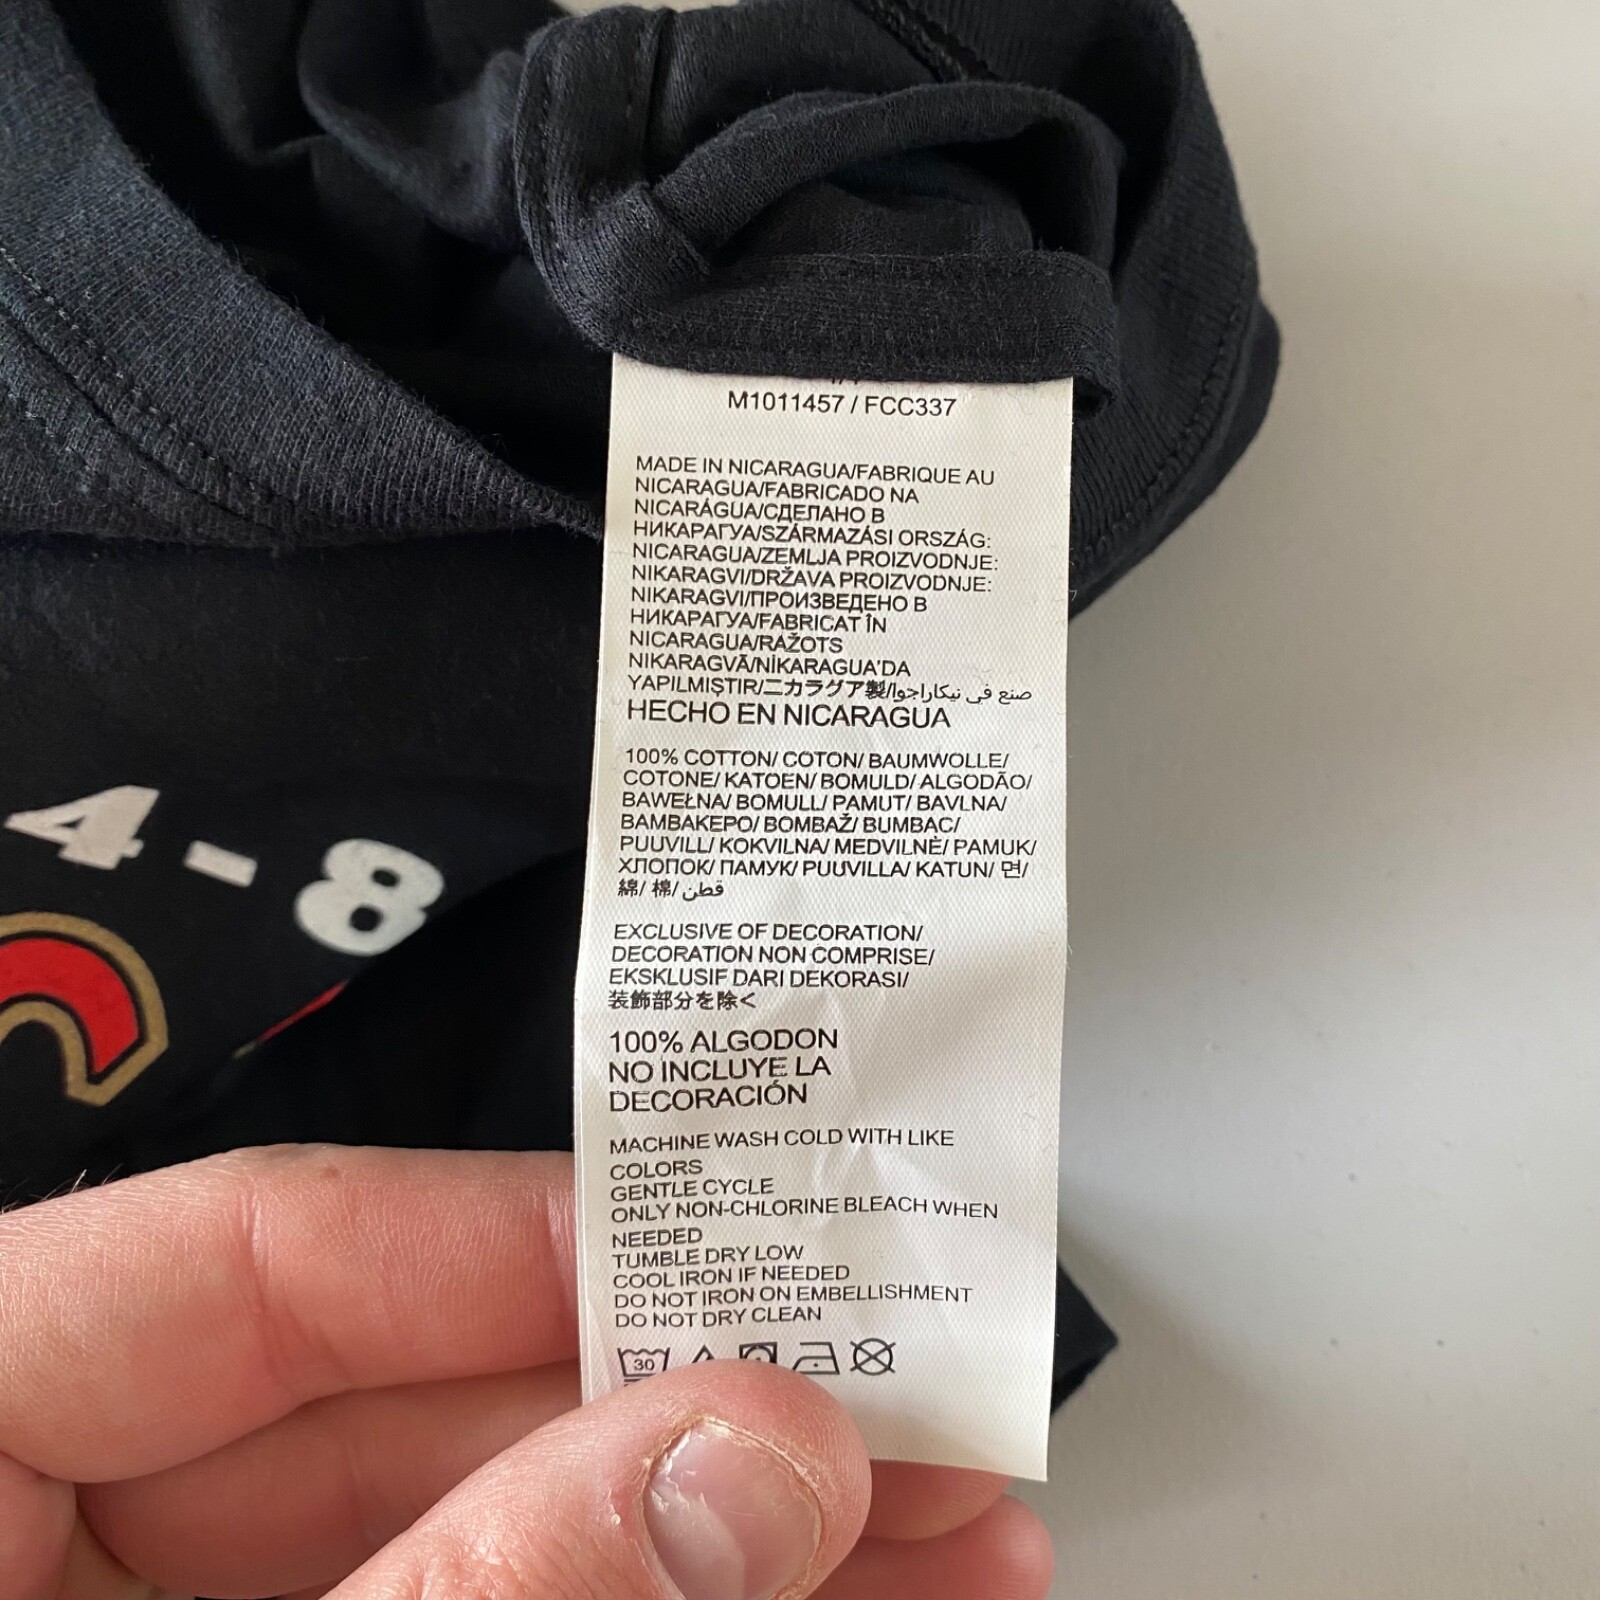 M1011457 / FCC337
MADE IN NICARAGUA/FABRIQUE AU
NICARAGUA/FABRICADO NA
NICARÁGUA/СДЕЛАНО В
НИКАРАГУА/SZÁRMAZÁSI ORSZÁG:
NICARAGUA/ZEMLJA PROIZVODNJE:
NIKARAGVI/DRŽAVA PROIZVODNJE:
NIKARAGVI/ПРОИЗВЕДЕНО В
НИКАРАГУА/FABRICAT ÎN
NICARAGUA/RAŽOTS
NIKARAGVĀ/NİKARAGUA'DA
YAPILMIŞTIR/ニカラグア製/صنع في نيكاراجوا
HECHO EN NICARAGUA
100% COTTON/ COTON/ BAUMWOLLE/
COTONE/ KATOEN/ BOMULD/ ALGODÃO/
BAWEŁNA/ BOMULL/ PAMUT/ BAVLNA/
BAMBAKEPO/ BOMBAŽ/ BUMBAC/
PUUVILL/ KOKVILNA/ MEDVILNĖ/ PAMUK/
ХЛОПОК/ ПАМУК/ PUUVILLA/ KATUN/ 면/
綿/ 棉/ قطن
EXCLUSIVE OF DECORATION/
DECORATION NON COMPRISE/
EKSKLUSIF DARI DEKORASI/
装飾部分を除く
100% ALGODON
NO INCLUYE LA
DECORACIÓN
MACHINE WASH COLD WITH LIKE
COLORS
GENTLE CYCLE
ONLY NON-CHLORINE BLEACH WHEN
NEEDED
TUMBLE DRY LOW
COOL IRON IF NEEDED
DO NOT IRON ON EMBELLISHMENT
DO NOT DRY CLEAN
30
4-8